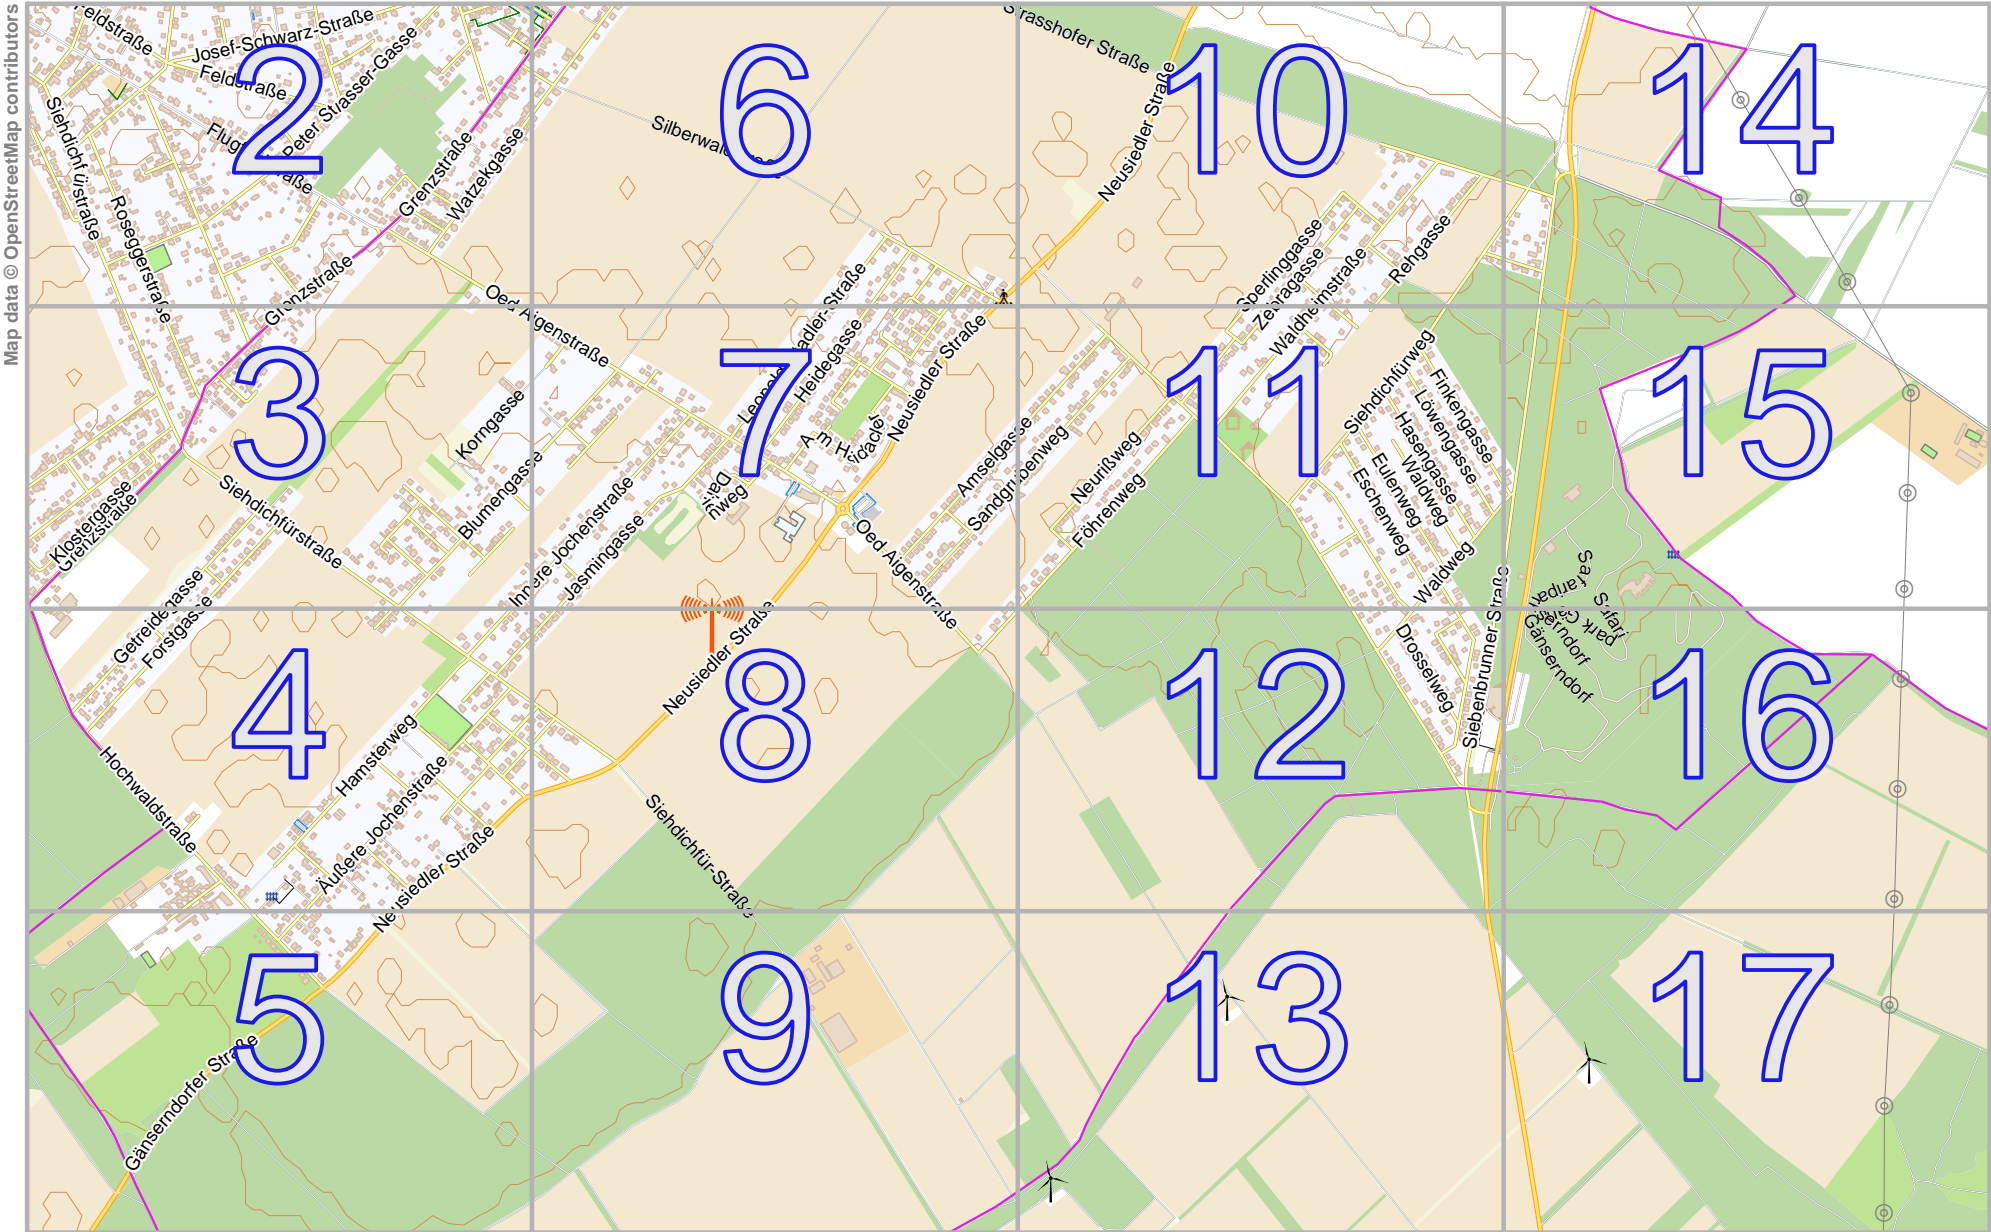 Map data © OpenStreetMap contributors
Feldstraße
Josef-Schwarz-Straße
Feldstraße
Peter Strasser-Gasse
Siehdichfürstraße
Roseggerstraße
Grenzstraße
Watzekgasse
Grenzstraße
2
Strasshofer Straße
Neusiedler Straße
6
10
14
Oed Aigenstraße
Sperlinggasse
Zebragasse
Waldheimstraße
Rehgasse
3
Korngasse
Blumengasse
Siehdichfürstraße
Klostergasse
Grenzstraße
Getreidegasse
Forstgasse
Innere Jochenstraße
Jasmingasse
7
Heidegasse
Neusiedler Straße
Am H
Amselgasse
Sandgrubenweg
Neurißweg
Föhrenweg
Oed Aigenstraße
11
Siehdichfürweg
Finkengasse
Löwengasse
Hasengasse
Waldweg
Eulenweg
Eschenweg
Waldweg
15
Safaripark
Gänserndorf
Safari
park Gänserndorf
4
Hochwaldstraße
Hamsterweg
Äußere Jochenstraße
Neusiedler Straße
Neusiedler Straße
8
Siehdichfür-Straße
12
Drosselweg
Siebenbrunner Straße
16
5
Gänserndorfer Straße
9
13
17